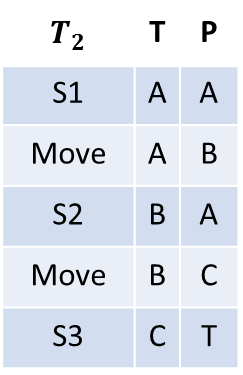 T₂ T P
S1 A A
Move A B
S2 B A
Move B C
S3 C T